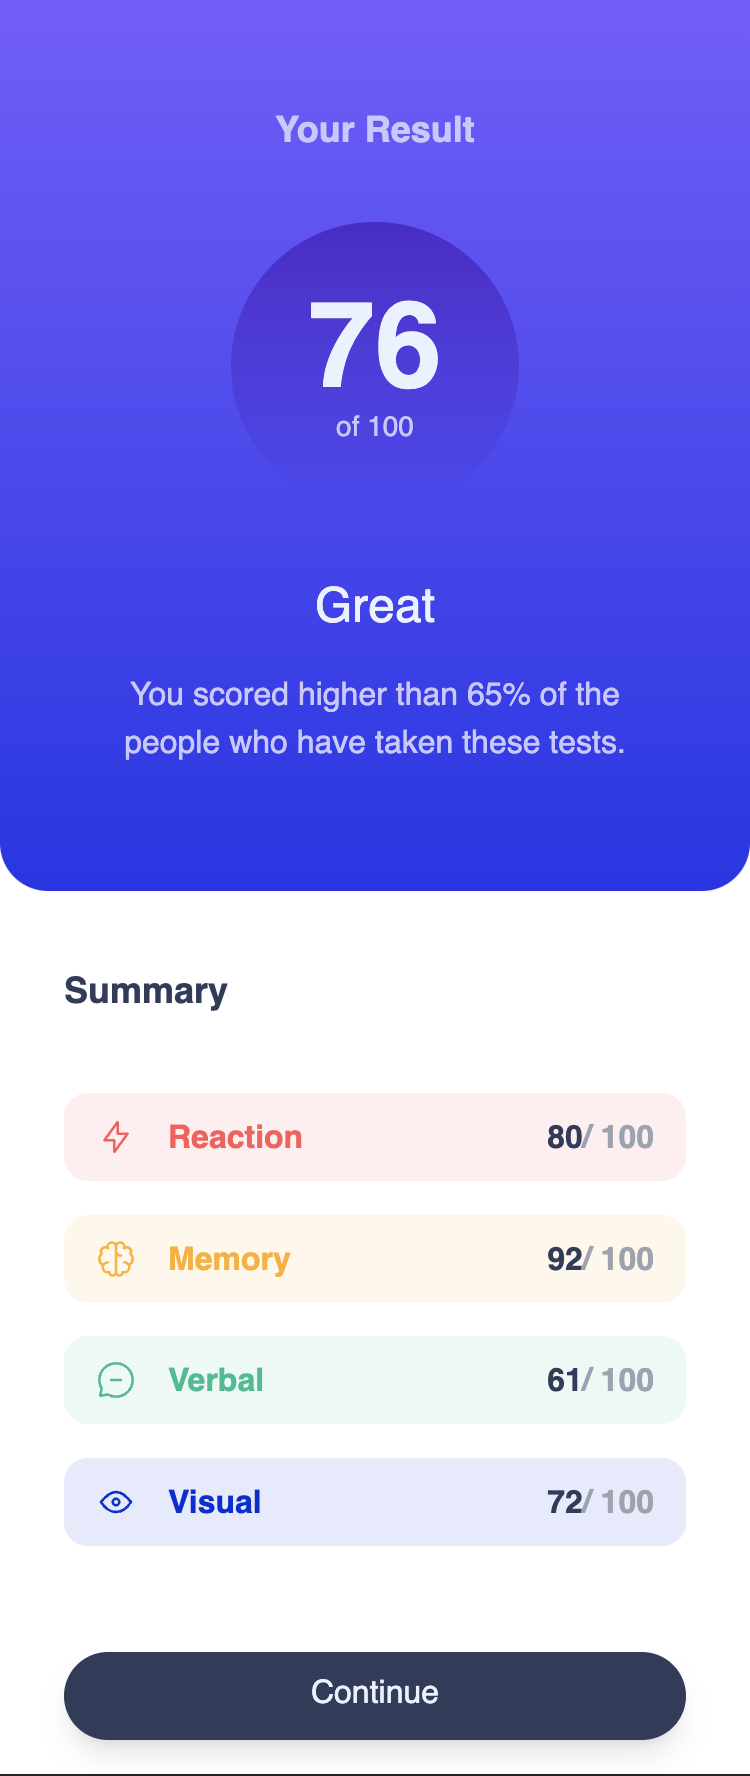 Your Result
76
of 100
Great
You scored higher than 65% of the
people who have taken these tests.
Summary
Reaction 80/ 100
Memory 92/ 100
Verbal 61/ 100
Visual 72/ 100
Continue